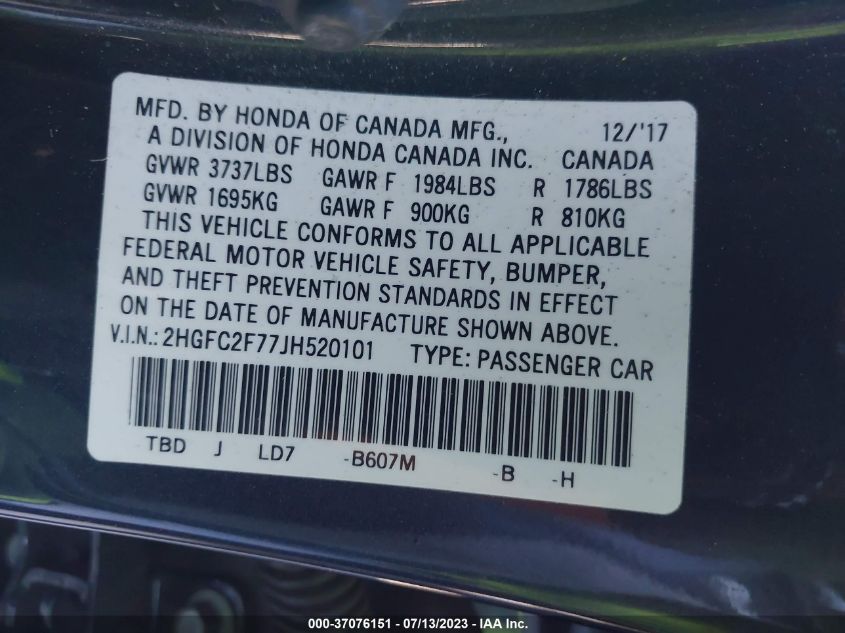 MFD. BY HONDA OF CANADA MFG., 12/'17
A DIVISION OF HONDA CANADA INC. CANADA
GVWR 3737LBS GAWR F 1984LBS R 1786LBS
GVWR 1695KG GAWR F 900KG R 810KG
THIS VEHICLE CONFORMS TO ALL APPLICABLE
FEDERAL MOTOR VEHICLE SAFETY, BUMPER,
AND THEFT PREVENTION STANDARDS IN EFFECT
ON THE DATE OF MANUFACTURE SHOWN ABOVE.
V.I.N.: 2HGFC2F77JH520101 TYPE: PASSENGER CAR
TBD J LD7 -B607M -B -H
000-37076151 - 07/13/2023 - IAA Inc.